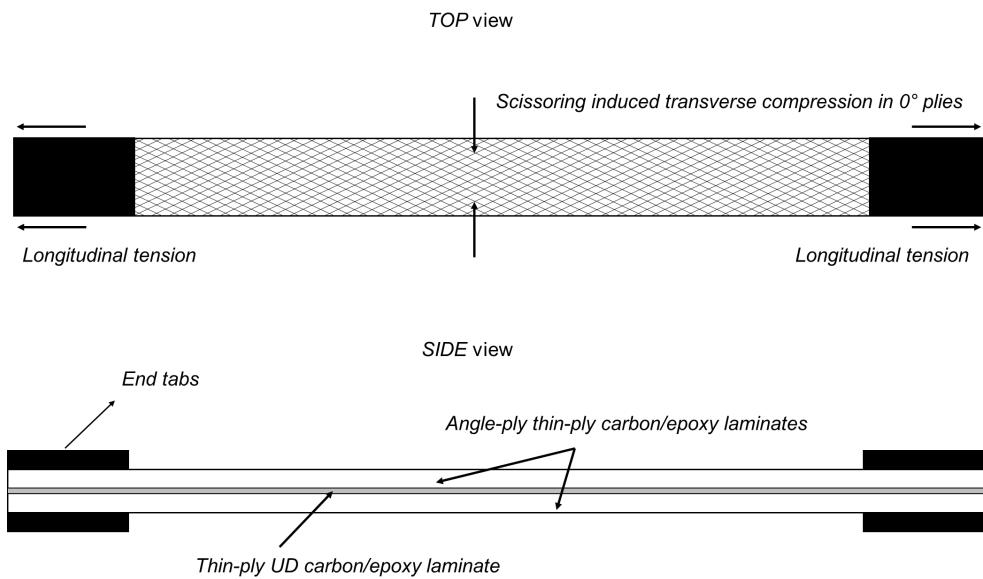 TOP view
Scissoring induced transverse compression in 0° plies
Longitudinal tension
Longitudinal tension
SIDE view
End tabs
Angle-ply thin-ply carbon/epoxy laminates
Thin-ply UD carbon/epoxy laminate